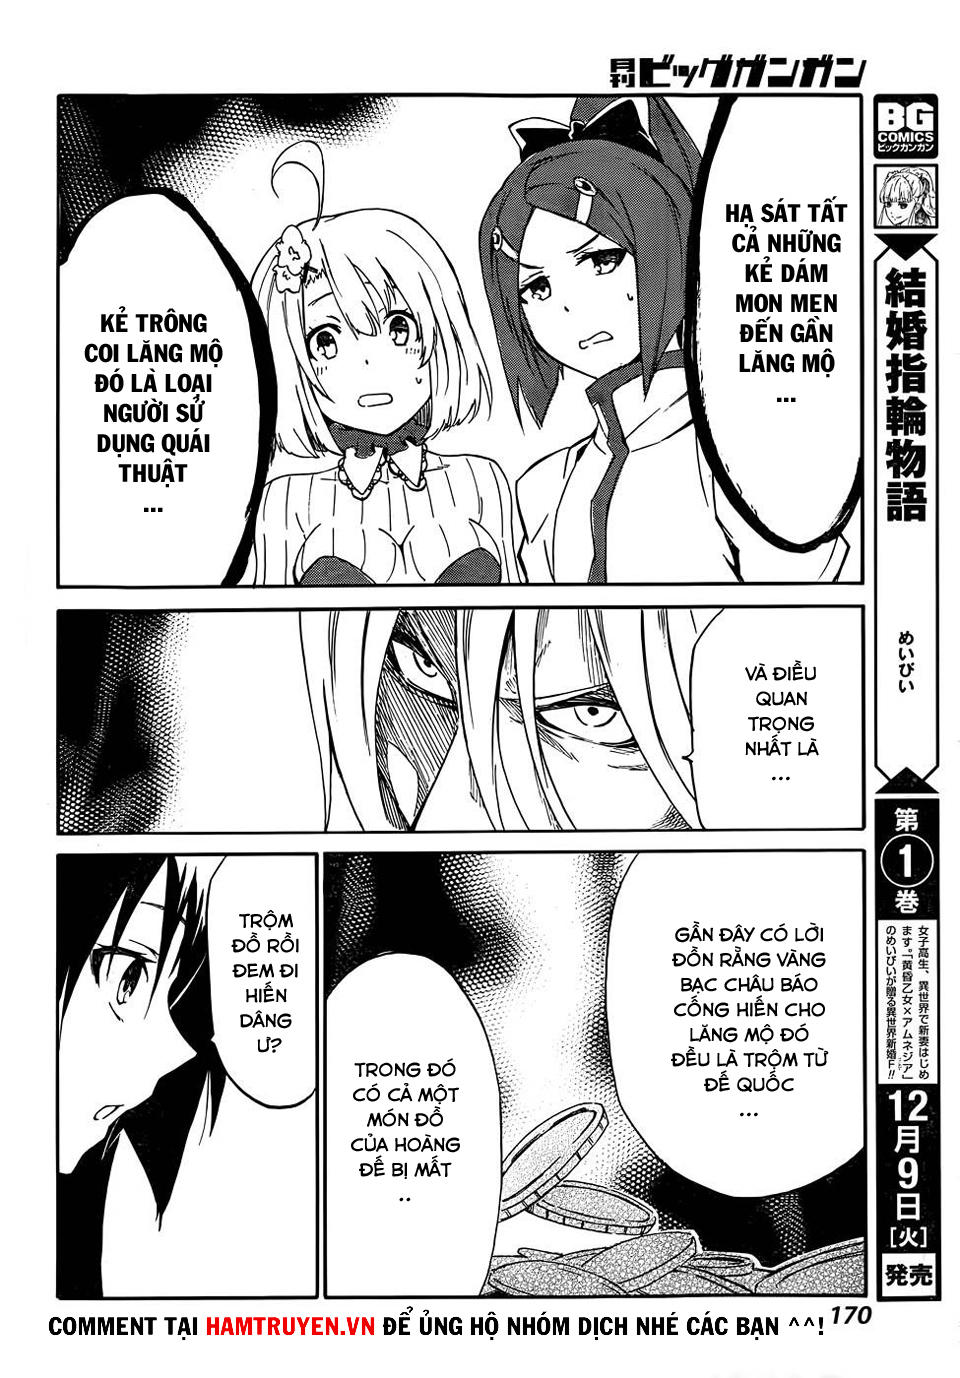 月刊ビッグガンガン
HẠ SÁT TẤT
CẢ NHỮNG
KẺ DÁM
MON MEN
ĐẾN GẦN
LĂNG MỘ
...
KẺ TRÔNG
COI LĂNG MỘ
ĐÓ LÀ LOẠI
NGƯỜI SỬ
DỤNG QUÁI
THUẬT
...
VÀ ĐIỀU
QUAN
TRỌNG
NHẤT LÀ
...
GẦN ĐÂY CÓ LỜI
ĐỒN RẰNG VÀNG
BẠC CHÂU BÁO
CỐNG HIẾN CHO
LĂNG MỘ ĐÓ
ĐỀU LÀ TRỘM TỪ
ĐẾ QUỐC
...
TRONG ĐÓ
CÓ CẢ MỘT
MÓN ĐỒ
CỦA HOÀNG
ĐẾ BỊ MẤT
..
TRỘM
ĐỒ RỒI
ĐEM ĐI
HIẾN
DÂNG
Ư?
BG
COMICS
ビックガンガン
結婚指輪物語
めいびい
第
1
巻
女子高生、異世界で新妻はじめ
ます。「黄昏乙女×アムネジア」
のめいびいが贈る異世界新婚F!!
12
月
9
日
[火]
発売
170
COMMENT TẠI HAMTRUYEN.VN ĐỂ ỦNG HỘ NHÓM DỊCH NHÉ CÁC BẠN ^^!